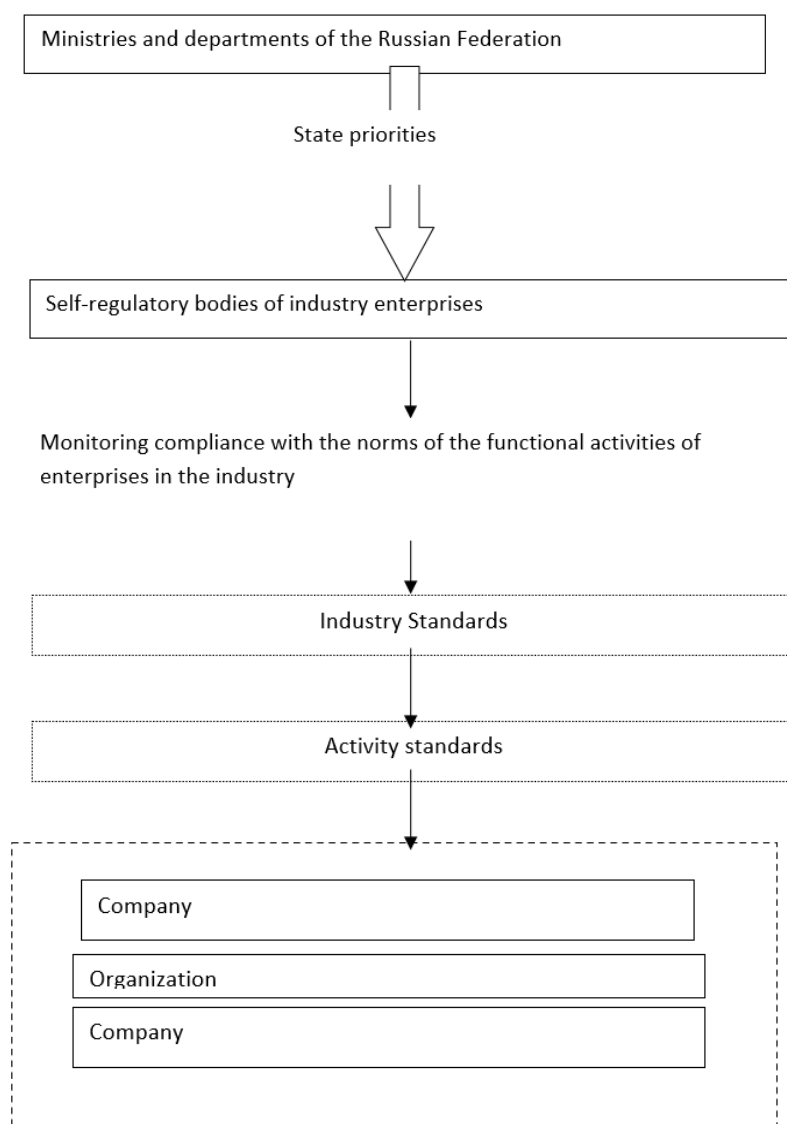 Ministries and departments of the Russian Federation
State priorities
Self-regulatory bodies of industry enterprises
Monitoring compliance with the norms of the functional activities of
enterprises in the industry
Industry Standards
Activity standards
Company
Organization
Company